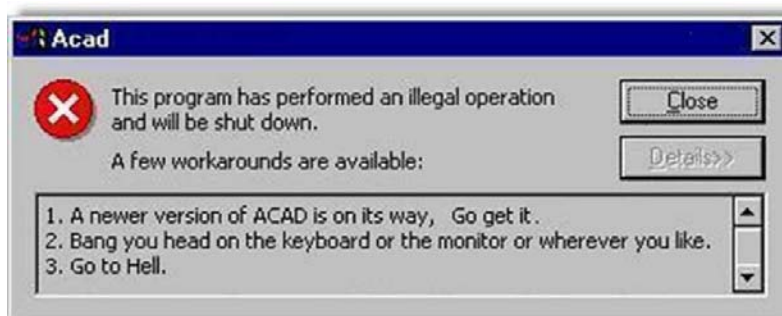 Acad
This program has performed an illegal operation
and will be shut down.
A few workarounds are available:
Close
Details>>
1. A newer version of ACAD is on its way, Go get it.
2. Bang you head on the keyboard or the monitor or wherever you like.
3. Go to Hell.